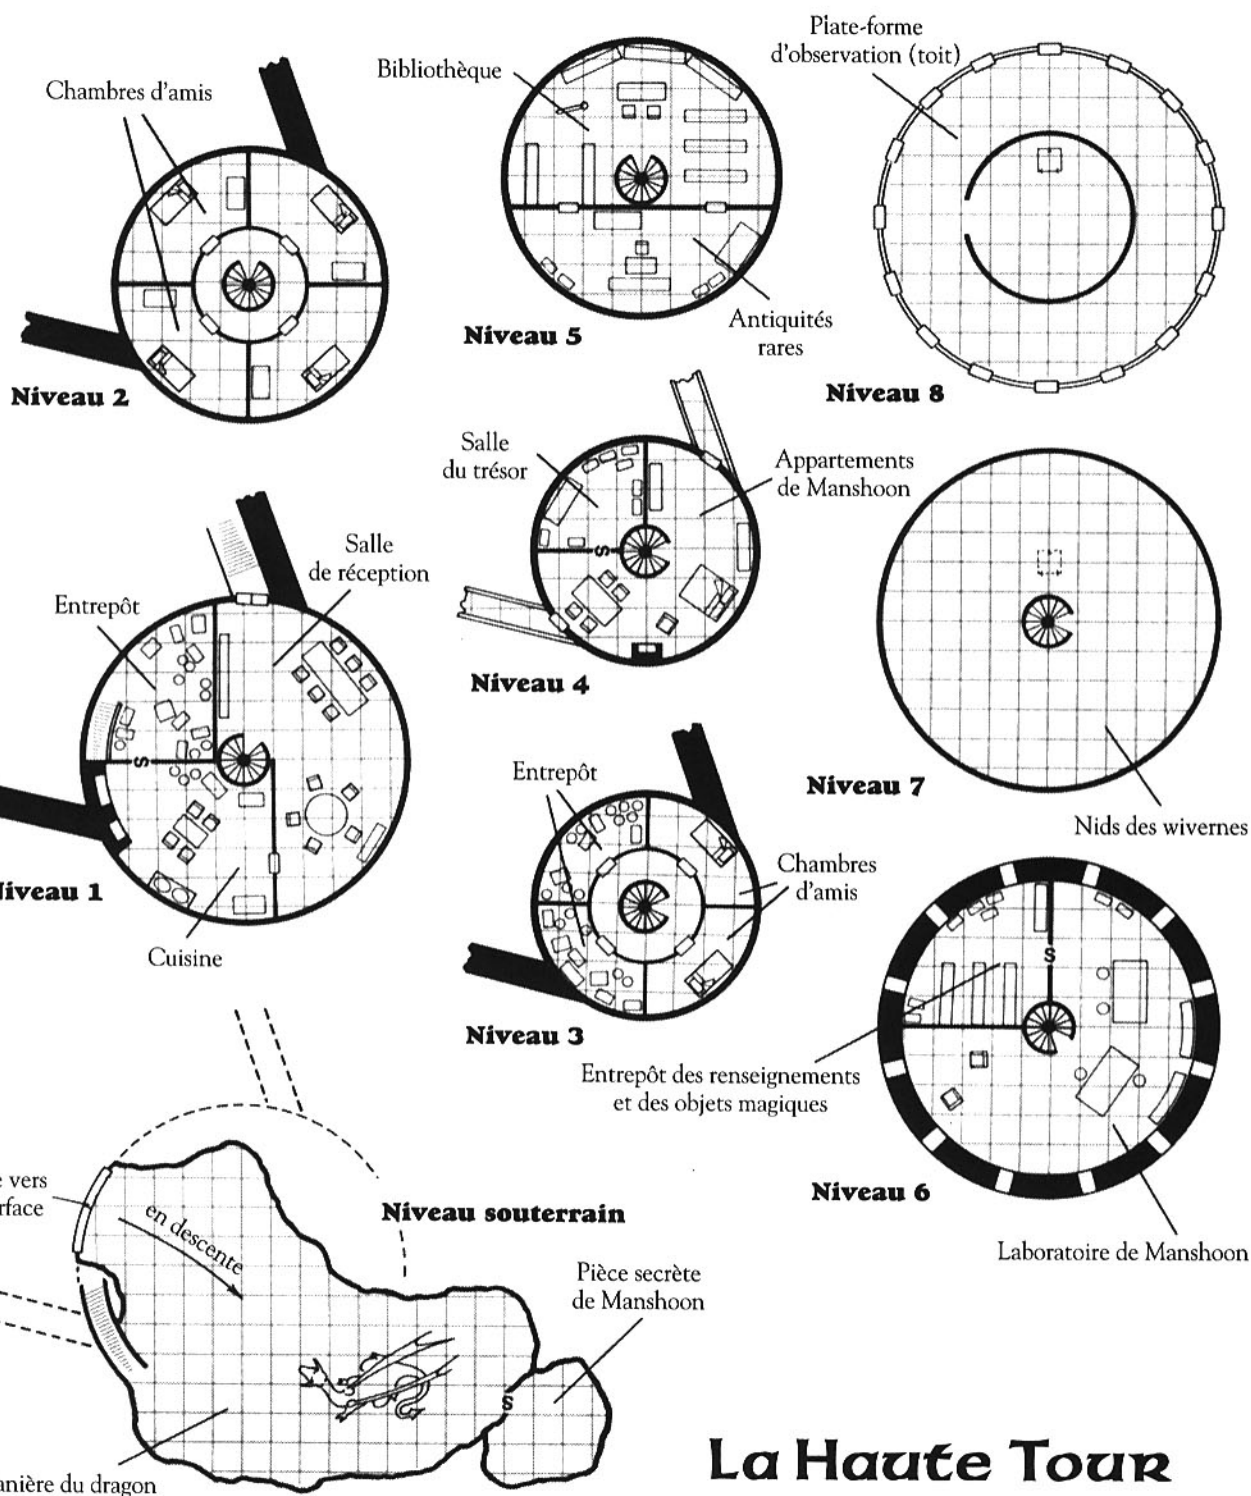 Chambres d'amis
Niveau 2
Bibliothèque
Antiquités
rares
Niveau 5
Plate-forme
d'observation (toit)
Niveau 8
Entrepôt
Salle
de réception
S
Cuisine
Niveau 1
Salle
du trésor
Appartements
de Manshoon
S
Niveau 4
Nids des wivernes
Niveau 7
Entrepôt
Chambres
d'amis
Niveau 3
S
Entrepôt des renseignements
et des objets magiques
Laboratoire de Manshoon
Niveau 6
vers
en descente
Niveau souterrain
Pièce secrète
de Manshoon
S
anière du dragon
La Haute Tour